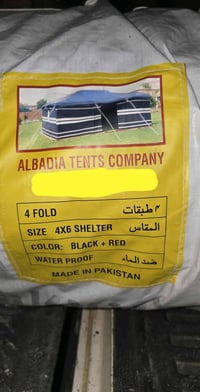 ALBADIA TENTS COMPANY
4 FOLD ٤ طبقات
SIZE 4X6 SHELTER المقاس
COLOR: BLACK + RED
WATER PROOF ضد الماء
MADE IN PAKISTAN